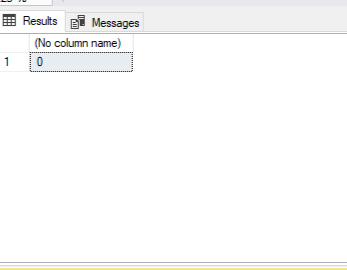 Results Messages
(No column name)
1 0